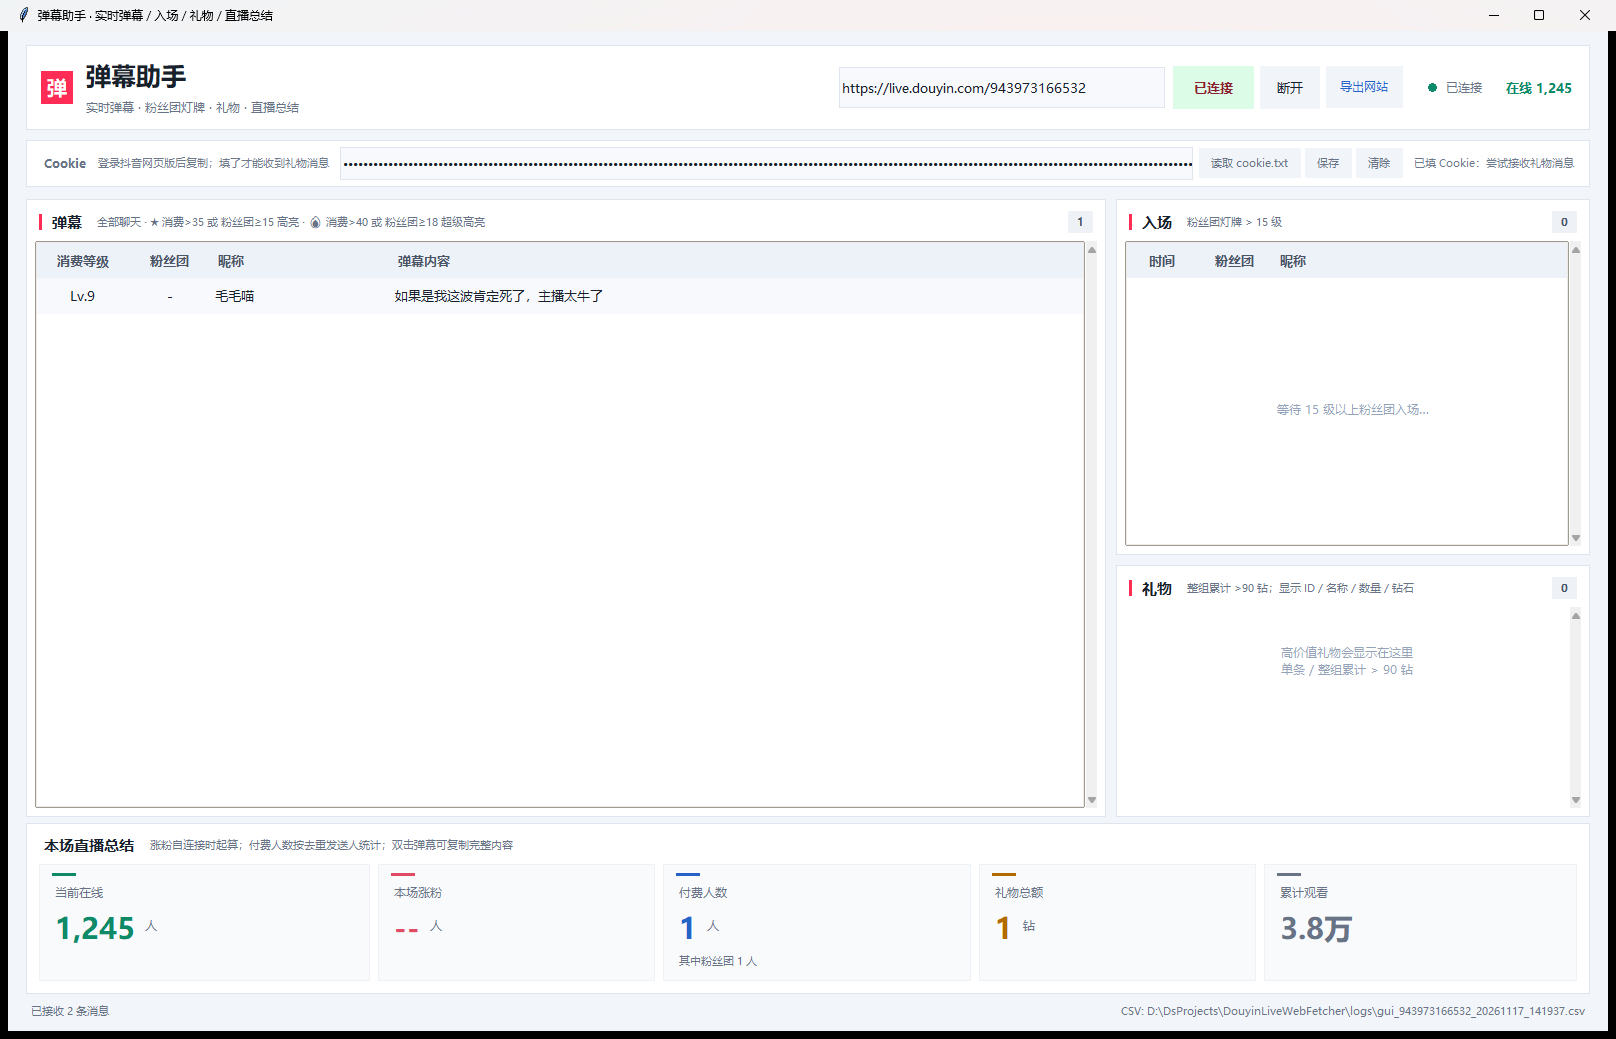 弹幕助手 · 实时弹幕 / 入场 / 礼物 / 直播总结
弹
弹幕助手
实时弹幕 · 粉丝团灯牌 · 礼物 · 直播总结
https://live.douyin.com/943973166532
已连接
断开
导出网站
已连接
在线 1,245
Cookie
登录抖音网页版后复制；填了才能收到礼物消息
读取 cookie.txt
保存
清除
已填 Cookie：尝试接收礼物消息
弹幕
全部聊天 · ★ 消费>35 或 粉丝团≥15 高亮 · 🔥 消费>40 或 粉丝团≥18 超级高亮
1
消费等级 粉丝团 昵称 弹幕内容
Lv.9 - 毛毛喵 如果是我这波肯定死了，主播太牛了
入场
粉丝团灯牌 > 15 级
0
时间 粉丝团 昵称
等待 15 级以上粉丝团入场...
礼物
整组累计 >90 钻；显示 ID / 名称 / 数量 / 钻石
0
高价值礼物会显示在这里
单条 / 整组累计 > 90 钻
本场直播总结
涨粉自连接时起算；付费人数按去重发送人统计；双击弹幕可复制完整内容
当前在线
1,245 人
本场涨粉
-- 人
付费人数
1 人
其中粉丝团 1 人
礼物总额
1 钻
累计观看
3.8万
已接收 2 条消息
CSV: D:\DsProjects\DouyinLiveWebFetcher\logs\gui_943973166532_20261117_141937.csv